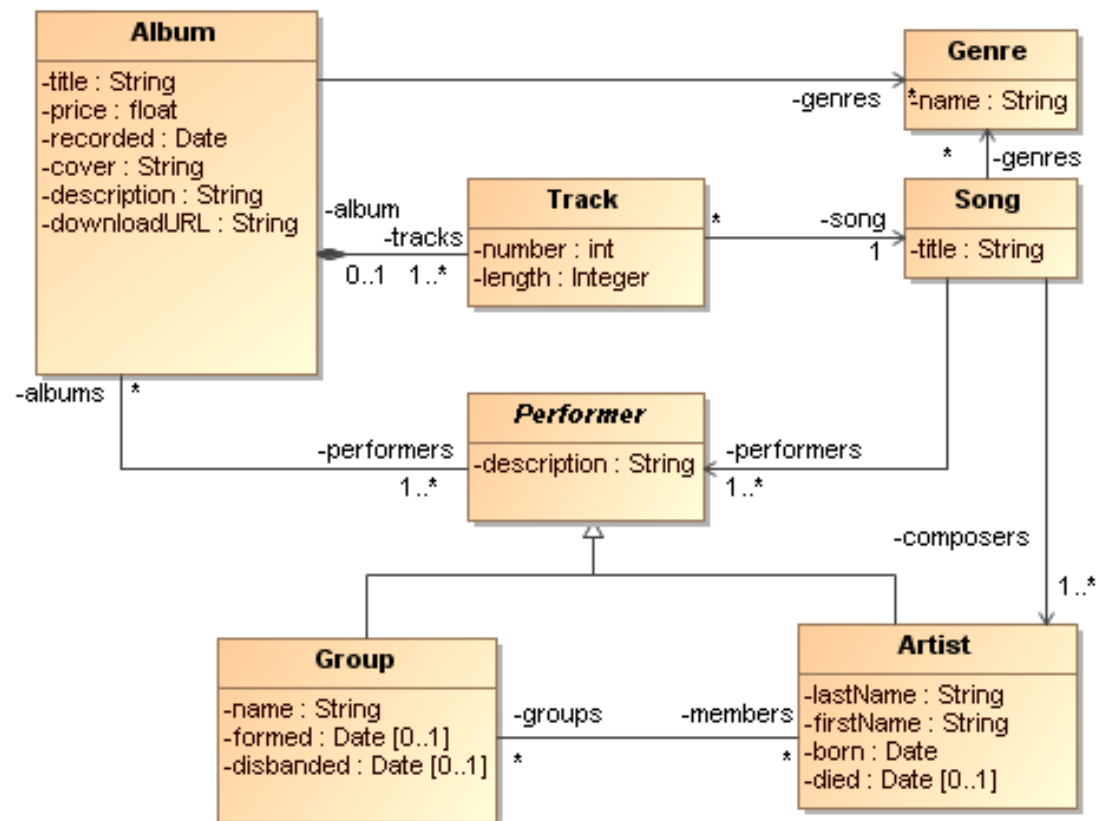 Album
-title : String
-price : float
-recorded : Date
-cover : String
-description : String
-downloadURL : String
Genre
-name : String
-genres
*
*
-genres
Track
-number : int
-length : Integer
-album
-tracks
0..1
1..*
*
-song
1
Song
-title : String
-albums
*
-performers
1..*
Performer
-description : String
-performers
1..*
-composers
1..*
Group
-name : String
-formed : Date [0..1]
-disbanded : Date [0..1]
-groups
*
-members
*
Artist
-lastName : String
-firstName : String
-born : Date
-died : Date [0..1]